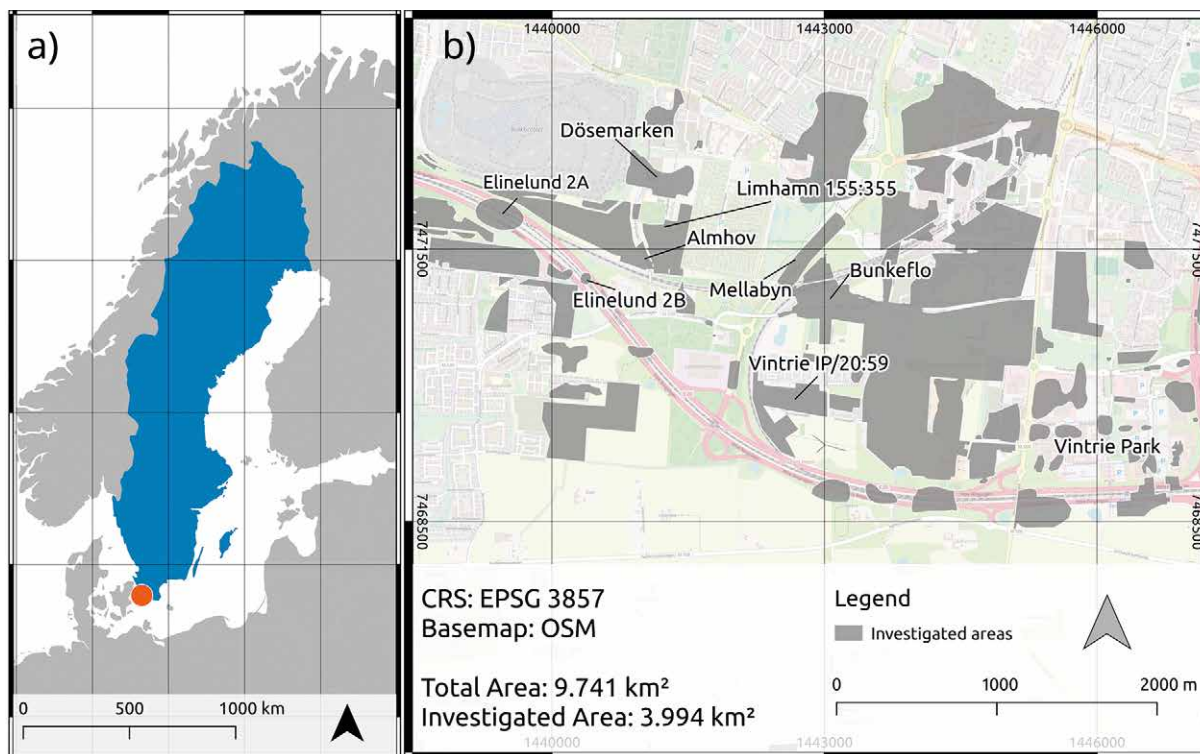 a)
0 500 1000 km
b)
1440000 1443000 1446000
Dösemarken
Elinelund 2A
Limhamn 155:355
Almhov
7471500
7471500
Mellabyn
Bunkeflo
Elinelund 2B
Vintrie IP/20:59
Vintrie Park
7468500
7468500
CRS: EPSG 3857
Basemap: OSM
Total Area: 9.741 km²
Investigated Area: 3.994 km²
Legend
Investigated areas
0 1000 2000 m
1440000 1443000 1446000